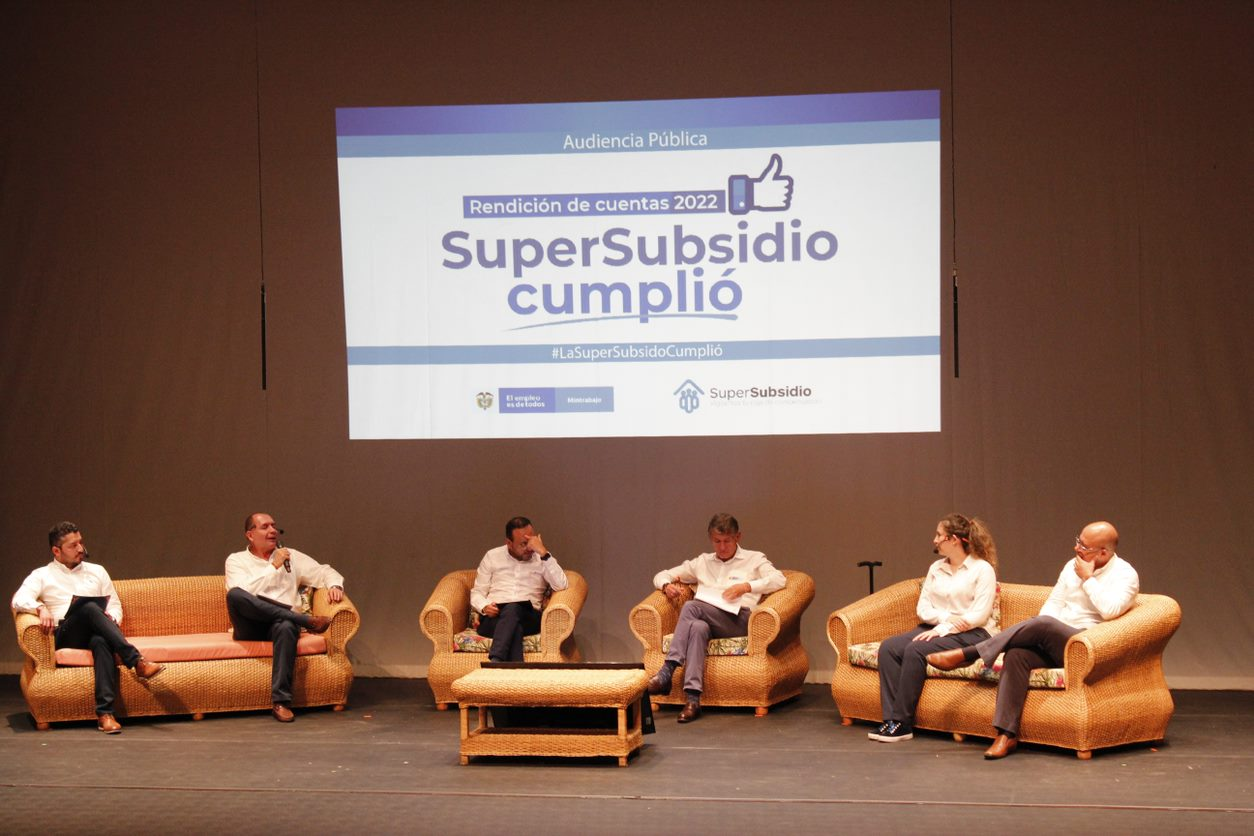 Audiencia Pública
Rendición de cuentas 2022
SuperSubsidio
cumplió
#LaSuperSubsidoCumplió
El empleo
es de todos
Mintrabajo
SuperSubsidio